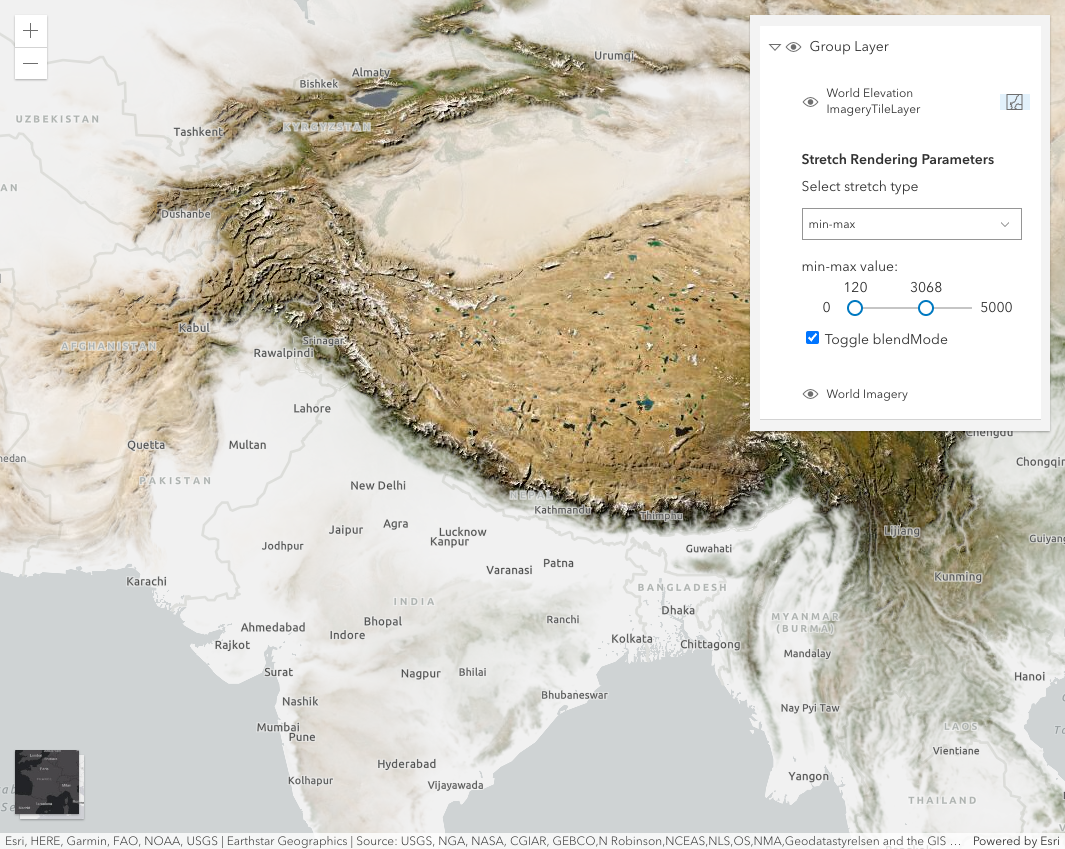 Group Layer
World Elevation
ImageryTileLayer
Stretch Rendering Parameters
Select stretch type
min-max
min-max value:
120 3068
0 5000
Toggle blendMode
World Imagery
Urumqi
Almaty
Bishkek
UZBEKISTAN
Tashkent
KYRGYZSTAN
AN
Dushanbe
Kabul
AFGHANISTAN
Srinagar
Rawalpindi
Lahore
Quetta
Multan
medan
PAKISTAN
Chengdu
Chongqin
New Delhi
NEPAL
Kathmandu
Thimphu
Jaipur
Agra
Lucknow
Kanpur
Lijiang
Guiyang
Jodhpur
Guwahati
Patna
Varanasi
Karachi
Kunming
BANGLADESH
INDIA
Dhaka
Bhopal
Ranchi
MYANMAR
(BURMA)
Ahmedabad
Indore
Kolkata
Chittagong
Rajkot
Mandalay
Surat
Nagpur
Bhilai
Hanoi
Nashik
Bhubaneswar
Nay Pyi Taw
Mumbai
Pune
LAOS
Vientiane
Hyderabad
Kolhapur
Vijayawada
Yangon
THAILAND
Esri, HERE, Garmin, FAO, NOAA, USGS | Earthstar Geographics | Source: USGS, NGA, NASA, CGIAR, GEBCO,N Robinson,NCEAS,NLS,OS,NMA,Geodatastyrelsen and the GIS … Powered by Esri